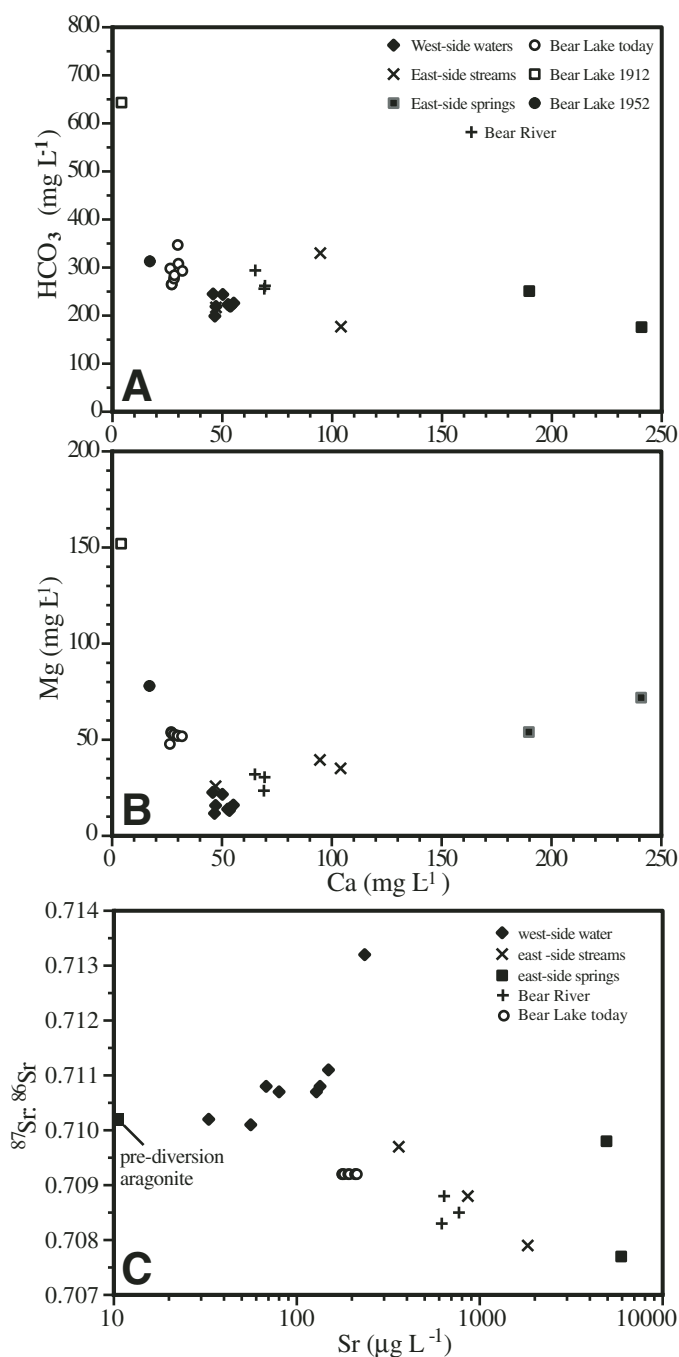 800
700
600
500
400
300
200
100
0
HCO3 (mg L-1)
West-side waters
East-side streams
East-side springs
Bear Lake today
Bear Lake 1912
Bear Lake 1952
Bear River
A
0 50 100 150 200 250
200
150
100
50
0
Mg (mg L-1)
B
0 50 100 150 200 250
Ca (mg L-1)
0.714
0.713
0.712
0.711
0.710
0.709
0.708
0.707
87Sr: 86Sr
west-side water
east -side streams
east-side springs
Bear River
Bear Lake today
pre-diversion
aragonite
C
10 100 1000 10000
Sr (µg L -1)